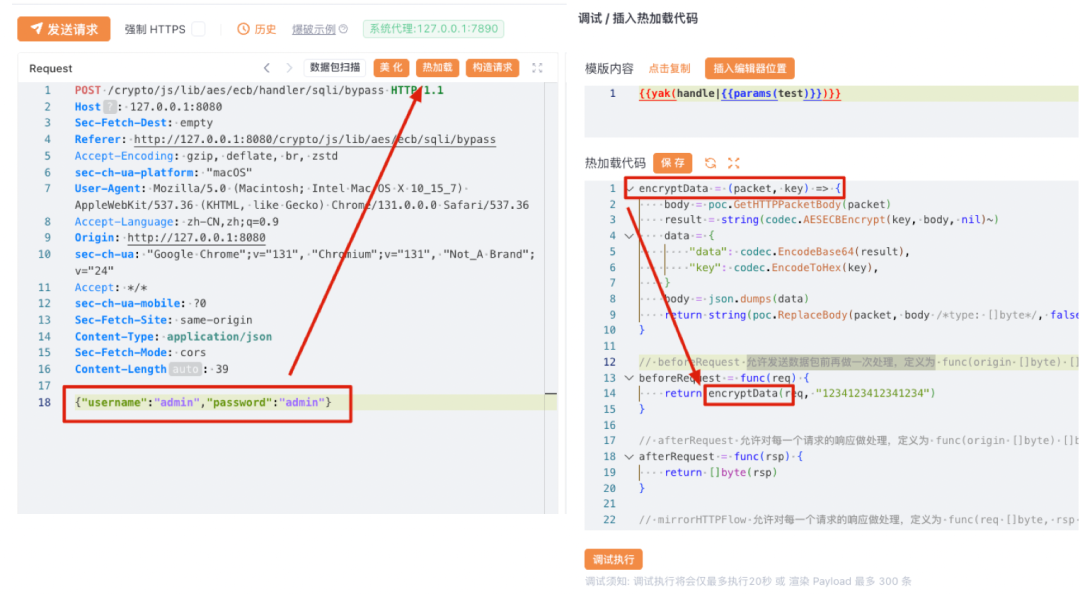 发送请求 强制 HTTPS 历史 爆破示例 系统代理:127.0.0.1:7890
Request 数据包扫描 美化 热加载 构造请求
1 POST /crypto/js/lib/aes/ecb/handler/sqli/bypass HTTP/1.1
2 Host ? : 127.0.0.1:8080
3 Sec-Fetch-Dest: empty
4 Referer: http://127.0.0.1:8080/crypto/js/lib/aes/ecb/sqli/bypass
5 Accept-Encoding: gzip, deflate, br, zstd
6 sec-ch-ua-platform: "macOS"
7 User-Agent: Mozilla/5.0 (Macintosh; Intel Mac OS X 10_15_7)
AppleWebKit/537.36 (KHTML, like Gecko) Chrome/131.0.0.0 Safari/537.36
8 Accept-Language: zh-CN,zh;q=0.9
9 Origin: http://127.0.0.1:8080
10 sec-ch-ua: "Google Chrome";v="131", "Chromium";v="131", "Not_A Brand";
v="24"
11 Accept: */*
12 sec-ch-ua-mobile: ?0
13 Sec-Fetch-Site: same-origin
14 Content-Type: application/json
15 Sec-Fetch-Mode: cors
16 Content-Length auto : 39
17
18 {"username":"admin","password":"admin"}
调试 / 插入热加载代码
模版内容 点击复制 插入编辑器位置
1 {{yak(handle|{{params(test)}})}}
热加载代码 保存
1 encryptData = (packet, key) => {
2 body = poc.GetHTTPPacketBody(packet)
3 result = string(codec.AESECBEncrypt(key, body, nil)~)
4 data = {
5 "data": codec.EncodeBase64(result),
6 "key": codec.EncodeToHex(key),
7 }
8 body = json.dumps(data)
9 return string(poc.ReplaceBody(packet, body /*type: []byte*/, false
10 }
11
12 // beforeRequest 允许发送数据包前再做一次处理，定义为 func(origin []byte) []
13 beforeRequest = func(req) {
14 return encryptData(req, "1234123412341234")
15 }
16
17 // afterRequest 允许对每一个请求的响应做处理，定义为 func(origin []byte) []b
18 afterRequest = func(rsp) {
19 return []byte(rsp)
20 }
21
22 // mirrorHTTPFlow 允许对每一个请求的响应做处理，定义为 func(req []byte, rsp
调试执行
调试须知: 调试执行将会仅最多执行20秒 或 渲染 Payload 最多 300 条